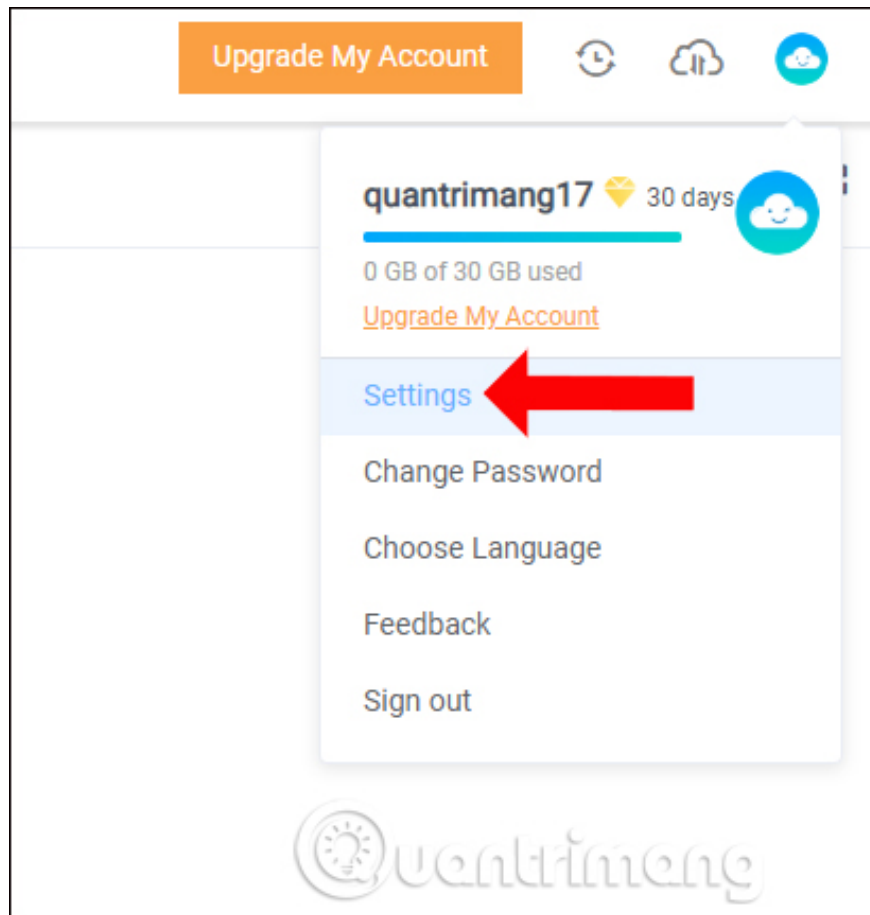 Upgrade My Account
quantrimang17 30 days
0 GB of 30 GB used
Upgrade My Account
Settings
Change Password
Choose Language
Feedback
Sign out
Quantrimang